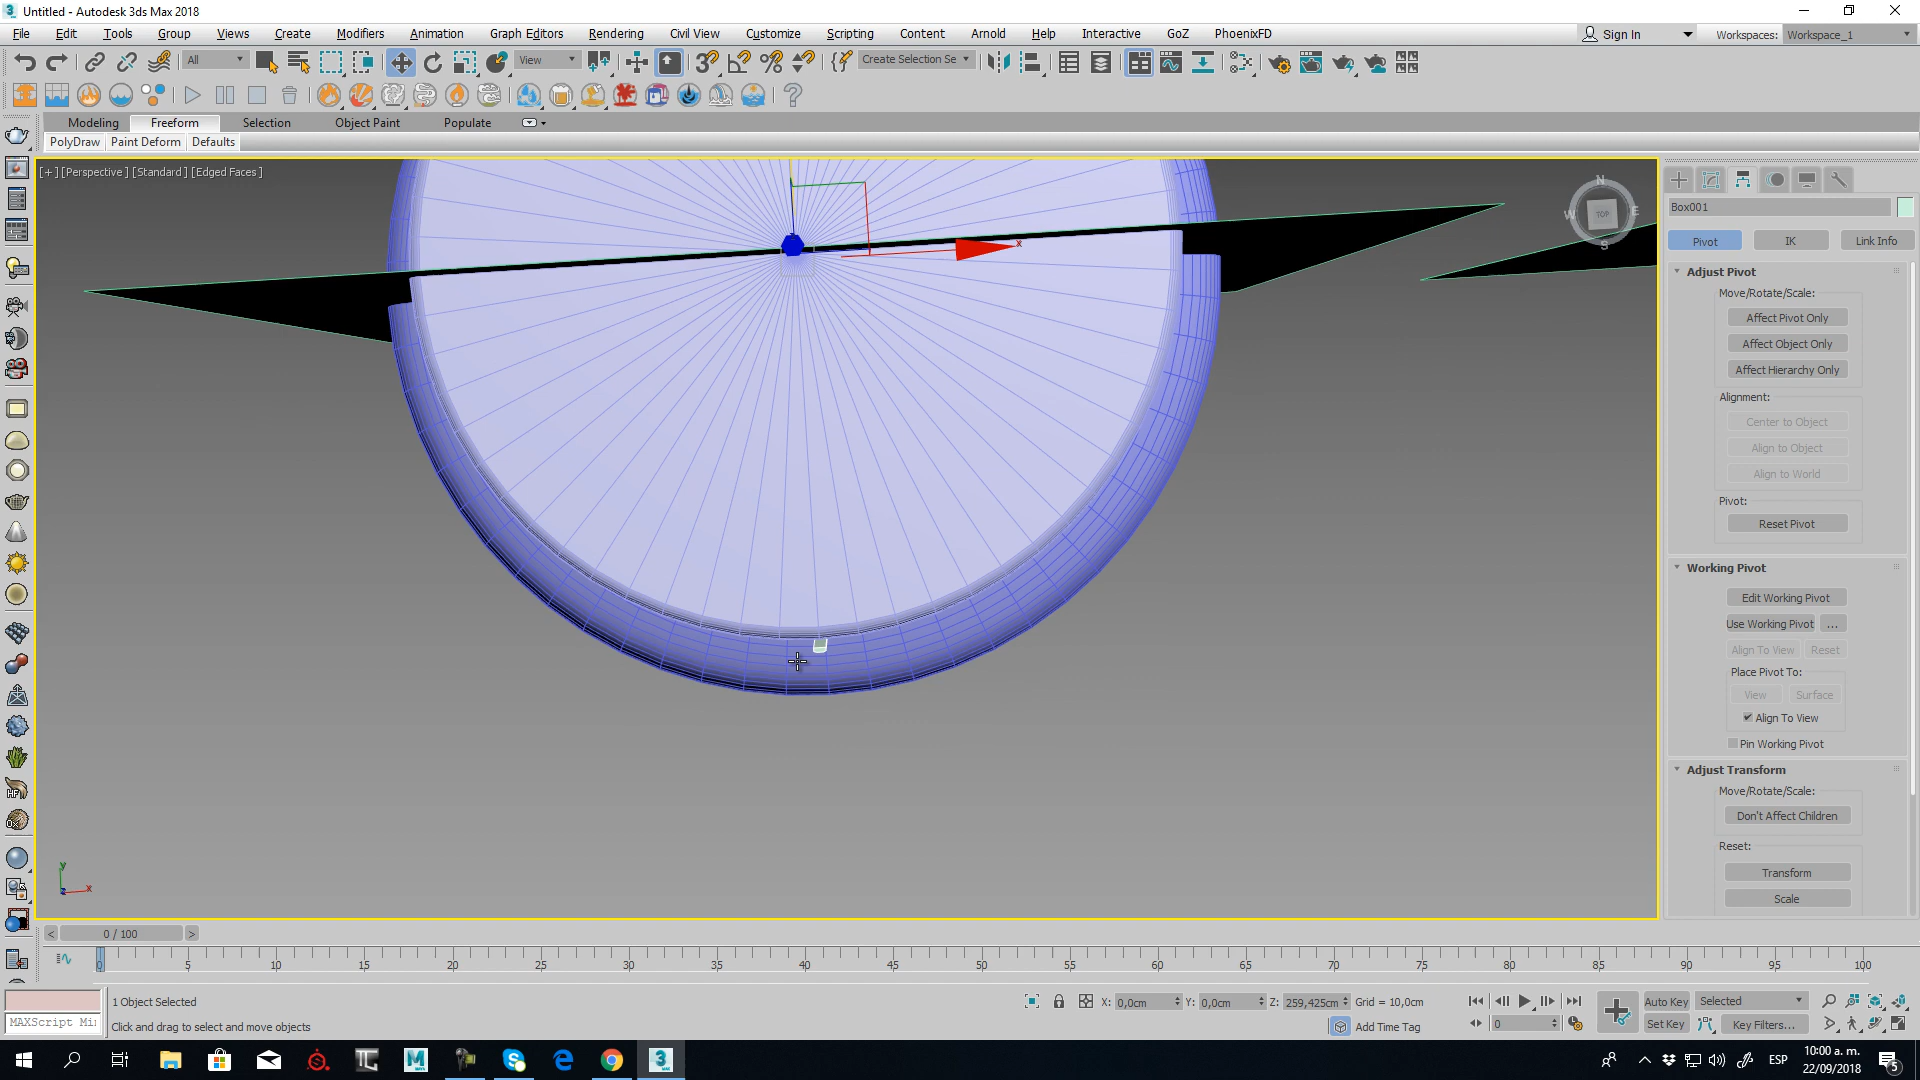 Untitled - Autodesk 3ds Max 2018
File Edit Tools Group Views Create Modifiers Animation Graph Editors Rendering Civil View Customize Scripting Content Arnold Help Interactive GoZ PhoenixFD Sign In Workspaces: Workspace_1
All View Create Selection Se
Modeling Freeform Selection Object Paint Populate
PolyDraw Paint Deform Defaults
[+][Perspective][Standard][Edged Faces]
N
W TOP E
S
x
Box001
Pivot IK Link Info
Adjust Pivot
Move/Rotate/Scale:
Affect Pivot Only
Affect Object Only
Affect Hierarchy Only
Alignment:
Center to Object
Align to Object
Align to World
Pivot:
Reset Pivot
Working Pivot
Edit Working Pivot
Use Working Pivot ...
Align To View Reset
Place Pivot To:
View Surface
Align To View
Pin Working Pivot
Adjust Transform
Move/Rotate/Scale:
Don't Affect Children
Reset:
Transform
Scale
y
x
< 0 / 100 >
0 5 10 15 20 25 30 35 40 45 50 55 60 65 70 75 80 85 90 95 100
1 Object Selected X: 0,0cm Y: 0,0cm Z: 259,425cm Grid = 10,0cm Auto Key Selected
MAXScript Mi Click and drag to select and move objects Add Time Tag 0 Set Key Key Filters...
ESP 10:00 a. m.
22/09/2018 5